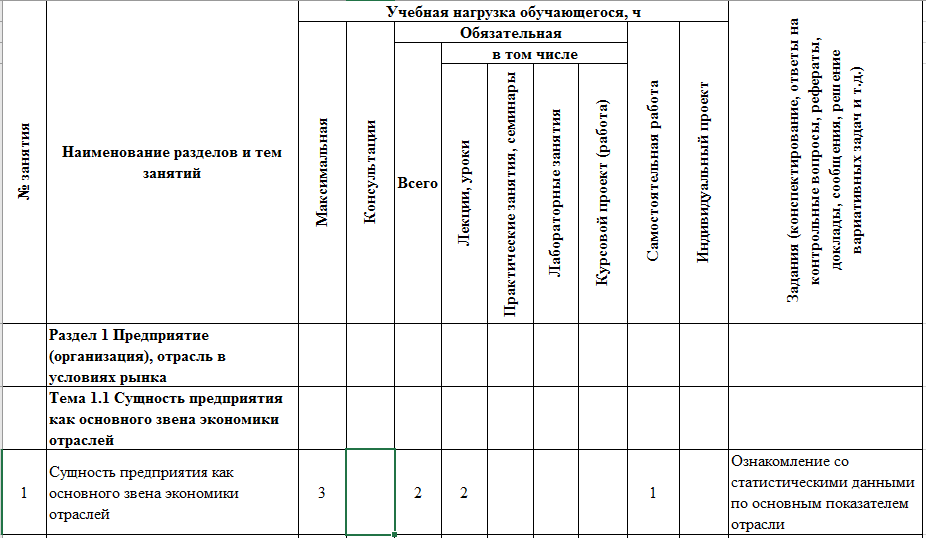 № занятия
Наименование разделов и тем
занятий
Учебная нагрузка обучающегося, ч
Максимальная
Консультации
Обязательная
Всего
в том числе
Лекции, уроки
Практические занятия, семинары
Лабораторные занятия
Курсовой проект (работа)
Самостоятельная работа
Индивидуальный проект
Задания (конспектирование, ответы на
контрольные вопросы, рефераты,
доклады, сообщения, решение
вариативных задач и т.д.)
Раздел 1 Предприятие
(организация), отрасль в
условиях рынка
Тема 1.1 Сущность предприятия
как основного звена экономики
отраслей
1
Сущность предприятия как
основного звена экономики
отраслей
3
2
2
1
Ознакомление со
статистическими данными
по основным показателем
отрасли